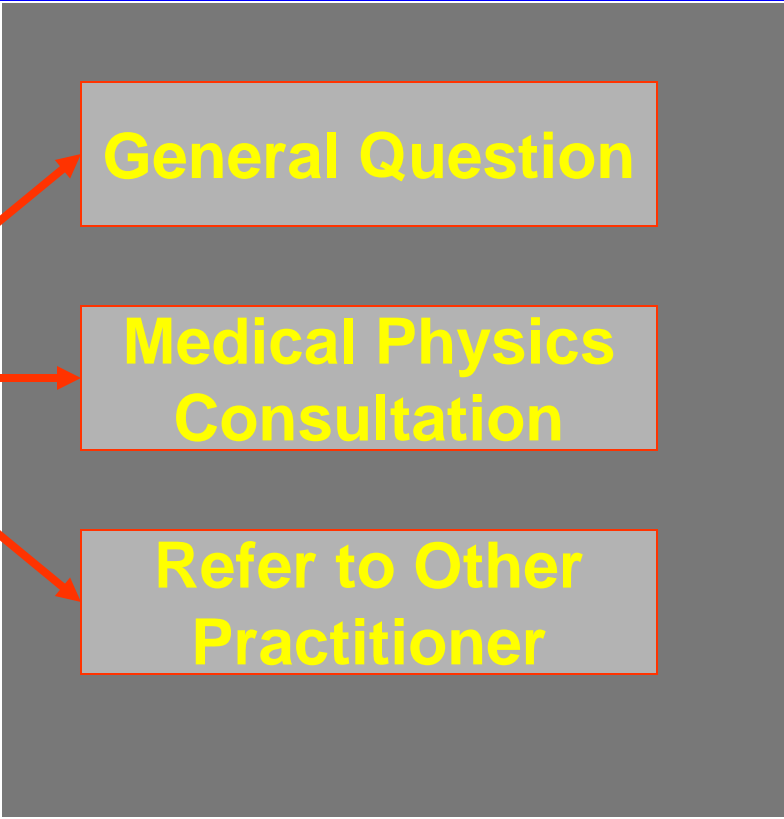 General Question
Medical Physics
Consultation
Refer to Other
Practitioner